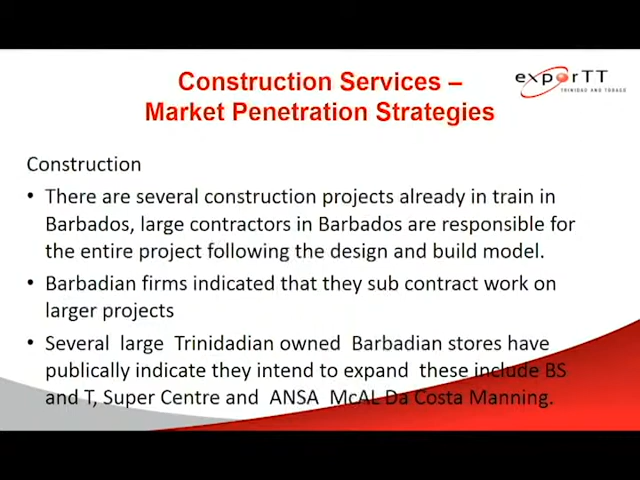 Construction Services –
Market Penetration Strategies
exporTT
TRINIDAD AND TOBAGO
Construction
• There are several construction projects already in train in
Barbados, large contractors in Barbados are responsible for
the entire project following the design and build model.
• Barbadian firms indicated that they sub contract work on
larger projects
• Several large Trinidadian owned Barbadian stores have
publically indicate they intend to expand these include BS
and T, Super Centre and ANSA McAL Da Costa Manning.